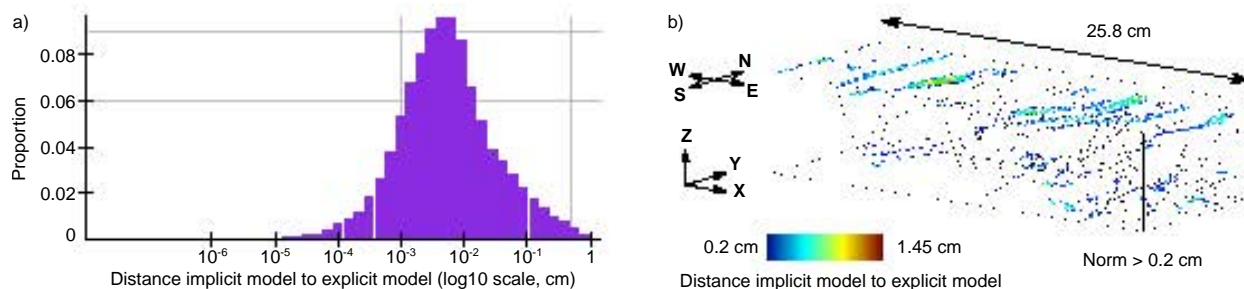 a)
Proportion
0.08
0.06
0.04
0.02
0
10-6
10-5
10-4
10-3
10-2
10-1
1
Distance implicit model to explicit model (log10 scale, cm)
b)
25.8 cm
W
N
S
E
Z
Y
X
0.2 cm
1.45 cm
Distance implicit model to explicit model
Norm > 0.2 cm